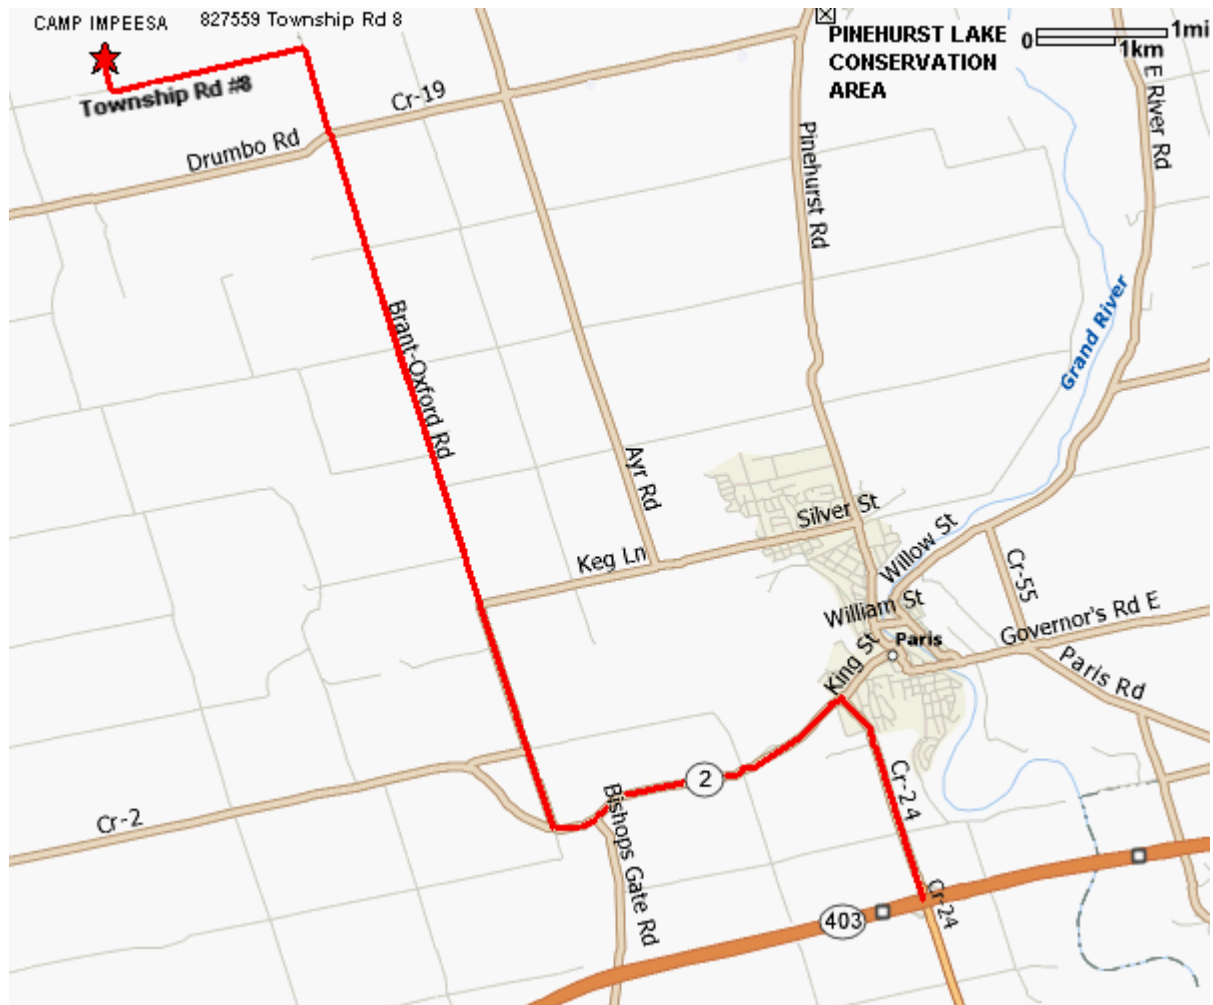 CAMP IMPEESA
827559 Township Rd 8
PINEHURST LAKE
CONSERVATION
AREA
0
1mi
1km
Township Rd #8
Cr-19
Drumbo Rd
E River Rd
Pinehurst Rd
Grand River
Brant-Oxford Rd
Ayr Rd
Silver St
Keg Ln
Willow St
Cr-55
William St
Governor's Rd E
Paris
King St
Paris Rd
Cr-2
2
Bishops Gate Rd
Cr-24
Cr-24
403